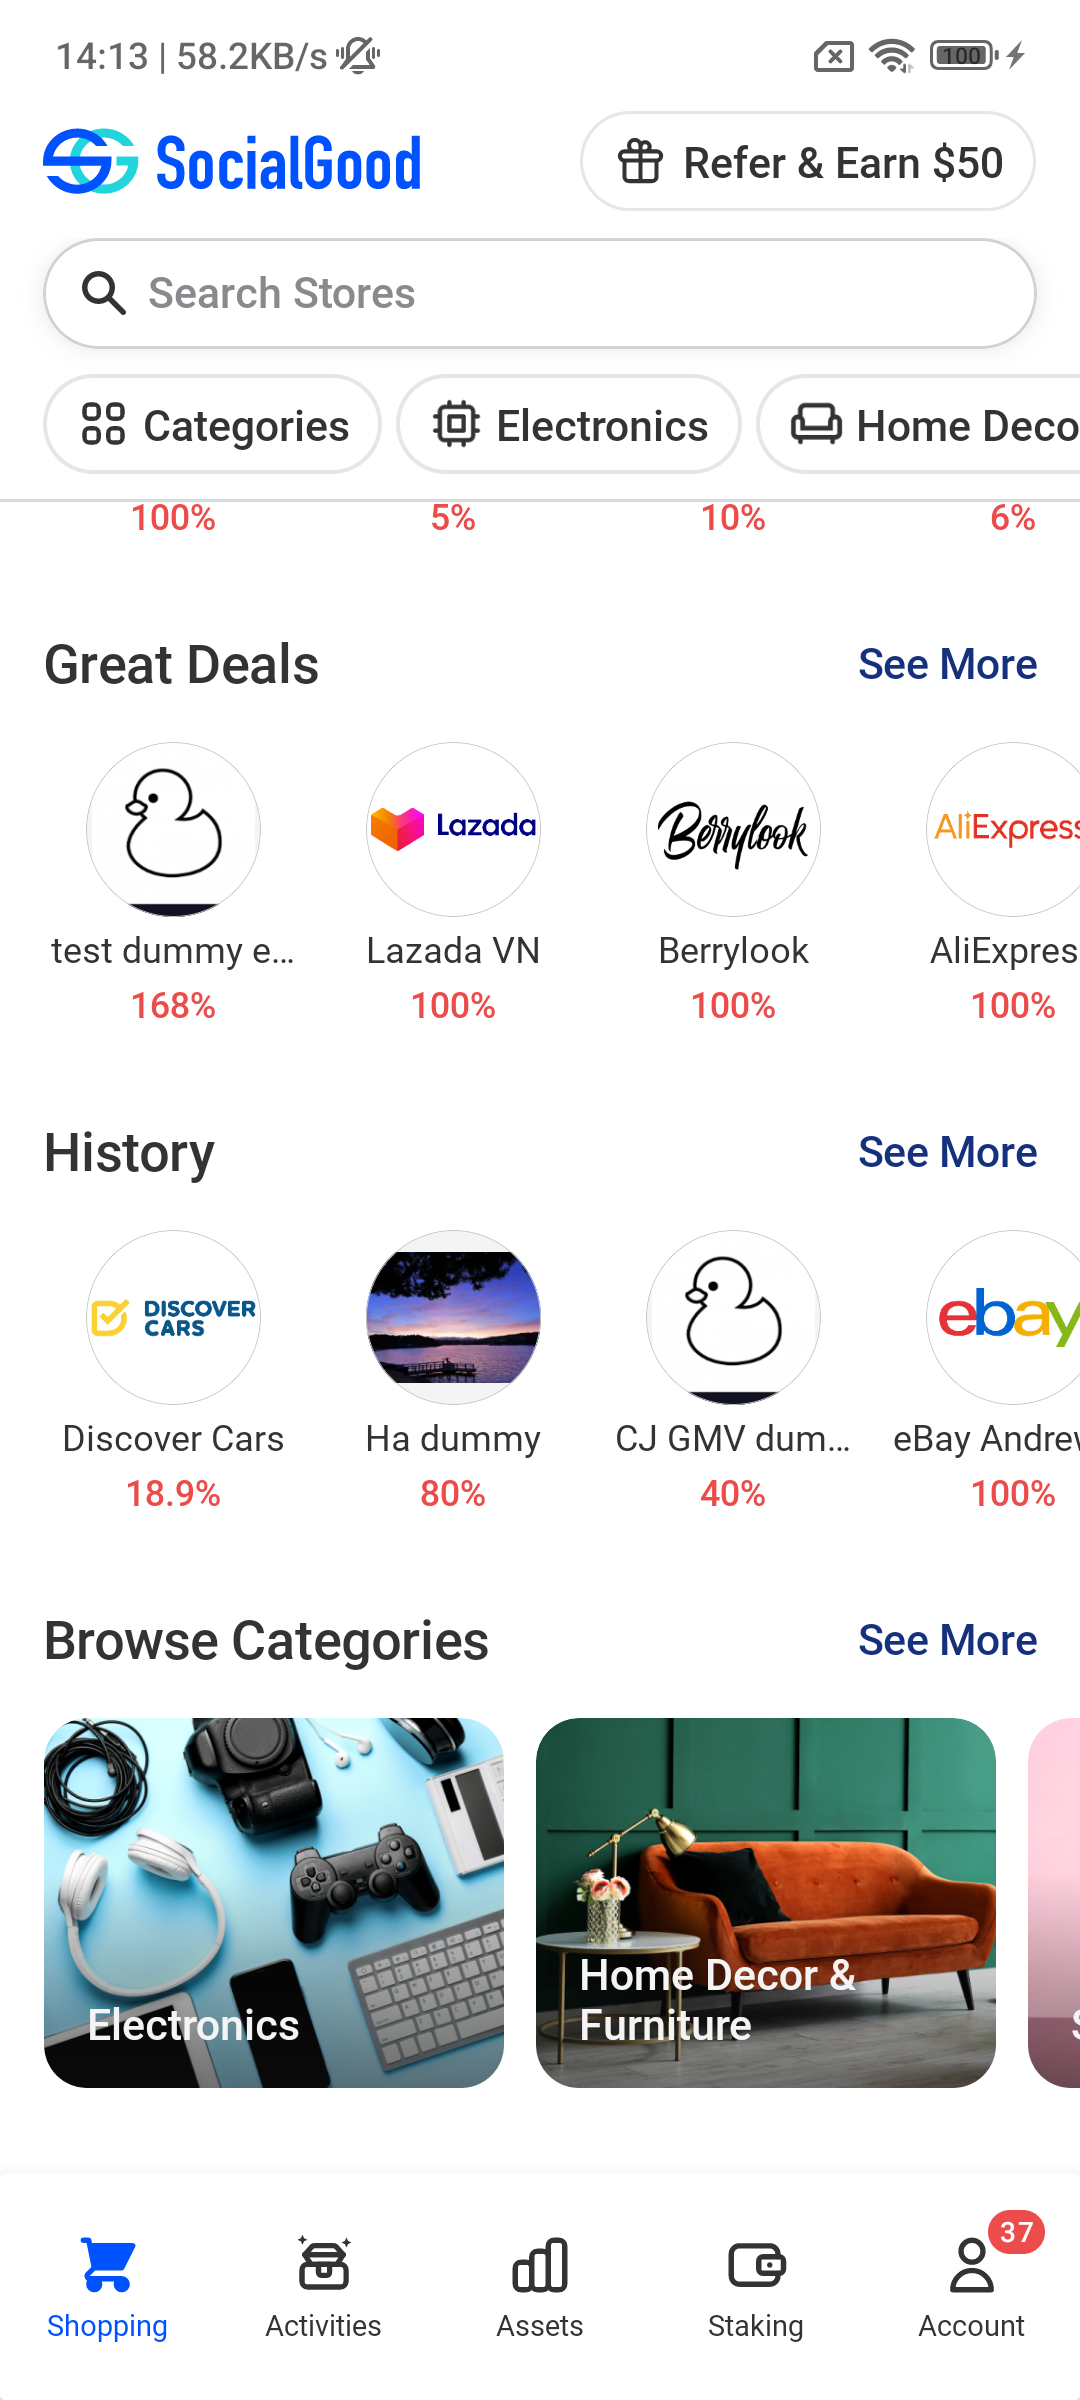 14:13 | 58.2KB/s
100
SocialGood
Refer & Earn $50
Search Stores
Categories
Electronics
Home Deco
100%
5%
10%
6%
Great Deals
See More
Lazada
Berrylook
AliExpress
test dummy e...
Lazada VN
Berrylook
AliExpres
168%
100%
100%
100%
History
See More
DISCOVER
CARS
ebay
Discover Cars
Ha dummy
CJ GMV dum...
eBay Andrew
18.9%
80%
40%
100%
Browse Categories
See More
Electronics
Home Decor &
Furniture
S
37
Shopping
Activities
Assets
Staking
Account